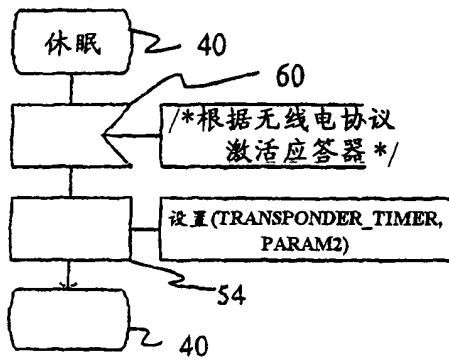 休眠
40
60
/*根据无线电协议
激活应答器*/
设置(TRANSPONDER_TIMER,
PARAM2)
54
40